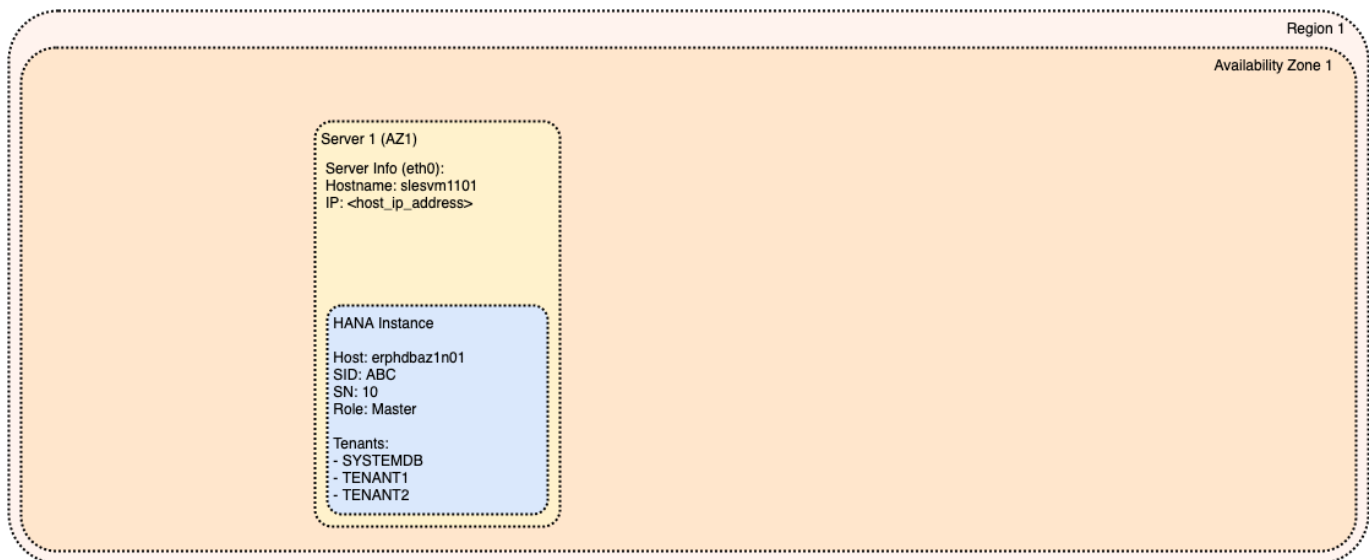 Region 1
Availability Zone 1
Server 1 (AZ1)
Server Info (eth0):
Hostname: slesvm1101
IP: <host_ip_address>
HANA Instance
Host: erphdbaz1n01
SID: ABC
SN: 10
Role: Master
Tenants:
- SYSTEMDB
- TENANT1
- TENANT2